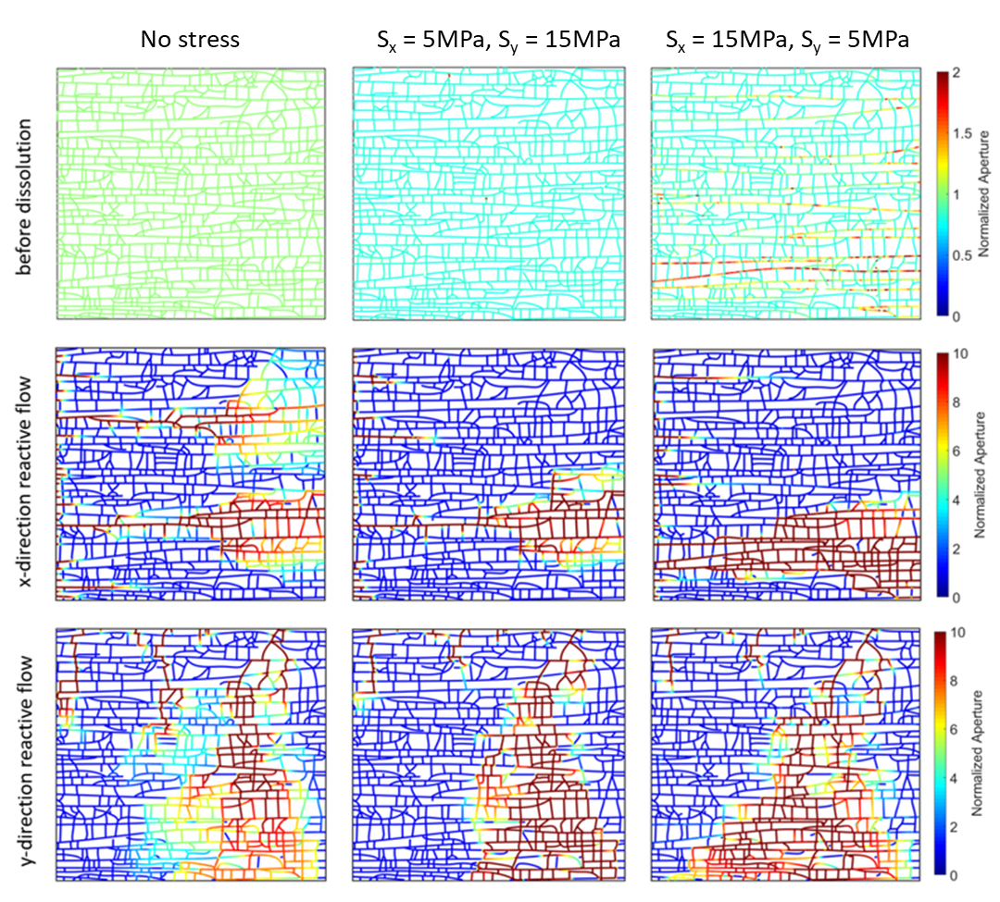 No stress
Sx = 5MPa, Sy = 15MPa
Sx = 15MPa, Sy = 5MPa
before dissolution
2
1.5
1
0.5
0
Normalized Aperture
x-direction reactive flow
10
8
6
4
2
0
Normalized Aperture
y-direction reactive flow
10
8
6
4
2
0
Normalized Aperture